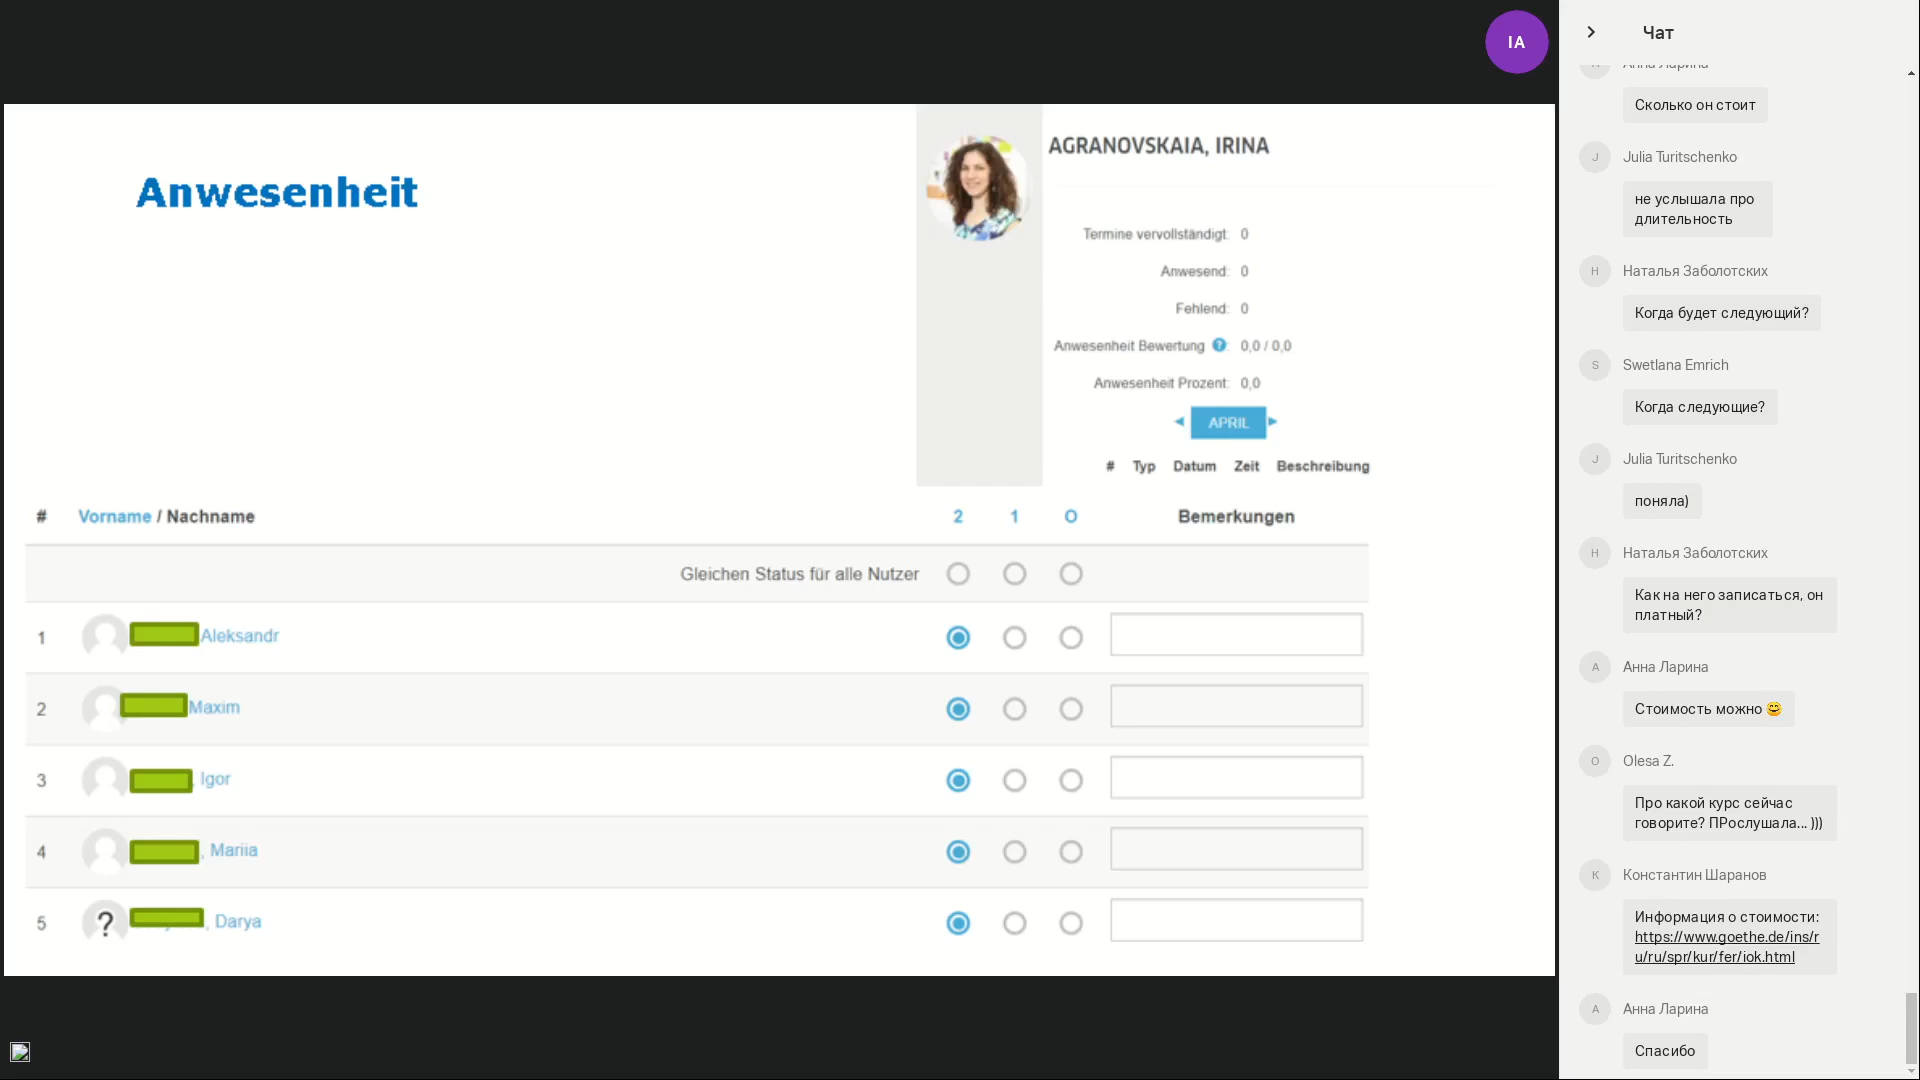 IA
Anwesenheit
AGRANOVSKAIA, IRINA
Termine vervollständigt: 0
Anwesend: 0
Fehlend: 0
Anwesenheit Bewertung ? : 0,0 / 0,0
Anwesenheit Prozent: 0,0
APRIL
# Typ Datum Zeit Beschreibung
# Vorname / Nachname 2 1 O Bemerkungen
Gleichen Status für alle Nutzer
1 Aleksandr
2 Maxim
3 , Igor
4 , Mariia
5 ? , Darya
Чат
Анна Ларина
Сколько он стоит
J Julia Turitschenko
не услышала про
длительность
Н Наталья Заболотских
Когда будет следующий?
S Swetlana Emrich
Когда следующие?
J Julia Turitschenko
поняла)
Н Наталья Заболотских
Как на него записаться, он
платный?
А Анна Ларина
Стоимость можно 😊
O Olesa Z.
Про какой курс сейчас
говорите? ПРослушала... )))
К Константин Шаранов
Информация о стоимости:
https://www.goethe.de/ins/r
u/ru/spr/kur/fer/iok.html
А Анна Ларина
Спасибо